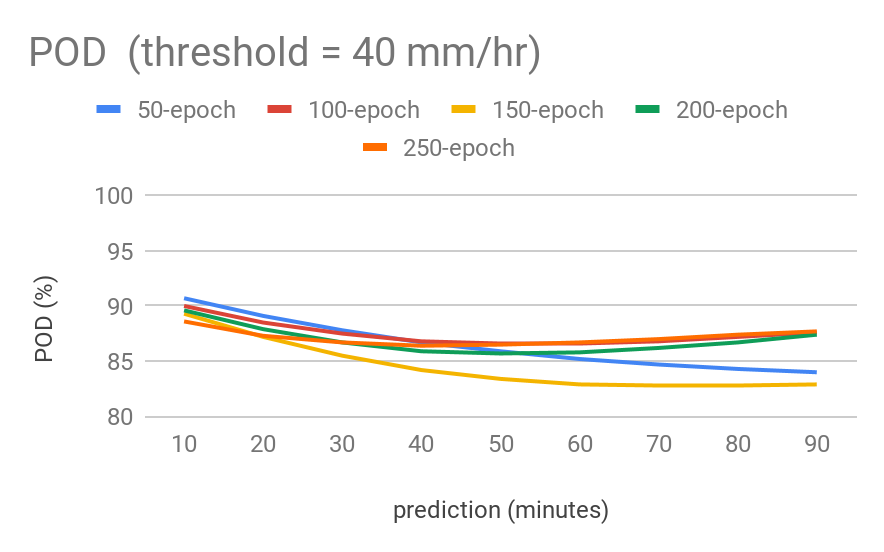 POD (threshold = 40 mm/hr)
50-epoch 100-epoch 150-epoch 200-epoch
250-epoch
100
95
90
85
80
POD (%)
10 20 30 40 50 60 70 80 90
prediction (minutes)